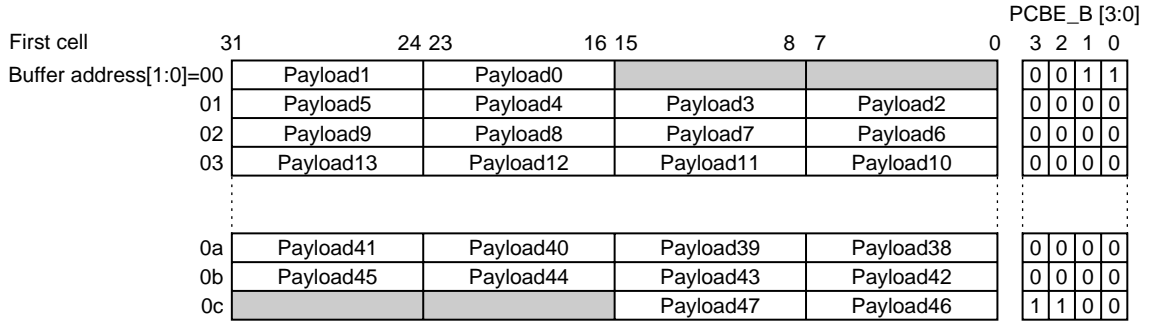 PCBE_B [3:0]
First cell 31 24 23 16 15 8 7 0 3 2 1 0
Buffer address[1:0]=00 Payload1 Payload0 0 0 1 1
01 Payload5 Payload4 Payload3 Payload2 0 0 0 0
02 Payload9 Payload8 Payload7 Payload6 0 0 0 0
03 Payload13 Payload12 Payload11 Payload10 0 0 0 0
0a Payload41 Payload40 Payload39 Payload38 0 0 0 0
0b Payload45 Payload44 Payload43 Payload42 0 0 0 0
0c Payload47 Payload46 1 1 0 0